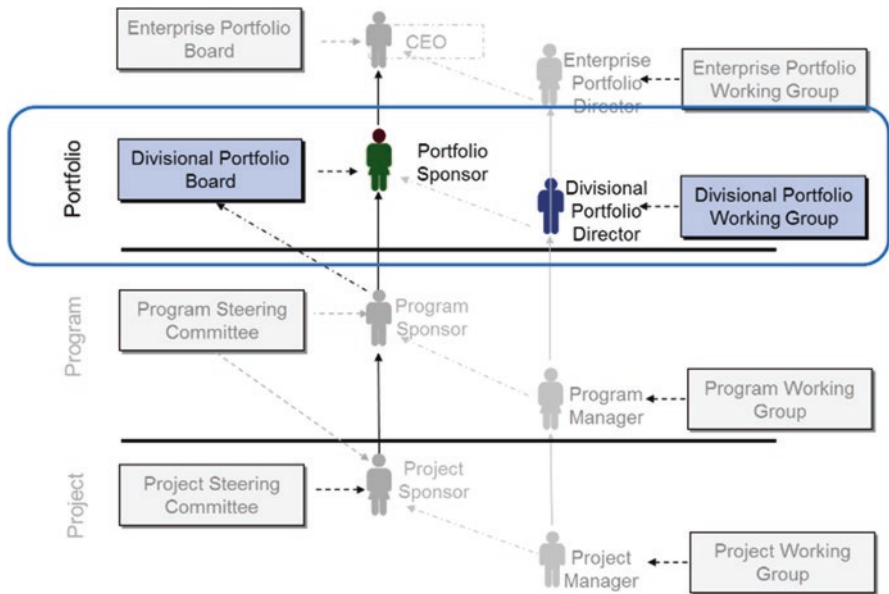 Enterprise Portfolio
Board
CEO
Enterprise
Portfolio
Director
Enterprise Portfolio
Working Group
Portfolio
Divisional Portfolio
Board
Portfolio
Sponsor
Divisional
Portfolio
Director
Divisional Portfolio
Working Group
Program
Program Steering
Committee
Program
Sponsor
Program
Manager
Program Working
Group
Project
Project Steering
Committee
Project
Sponsor
Project
Manager
Project Working
Group